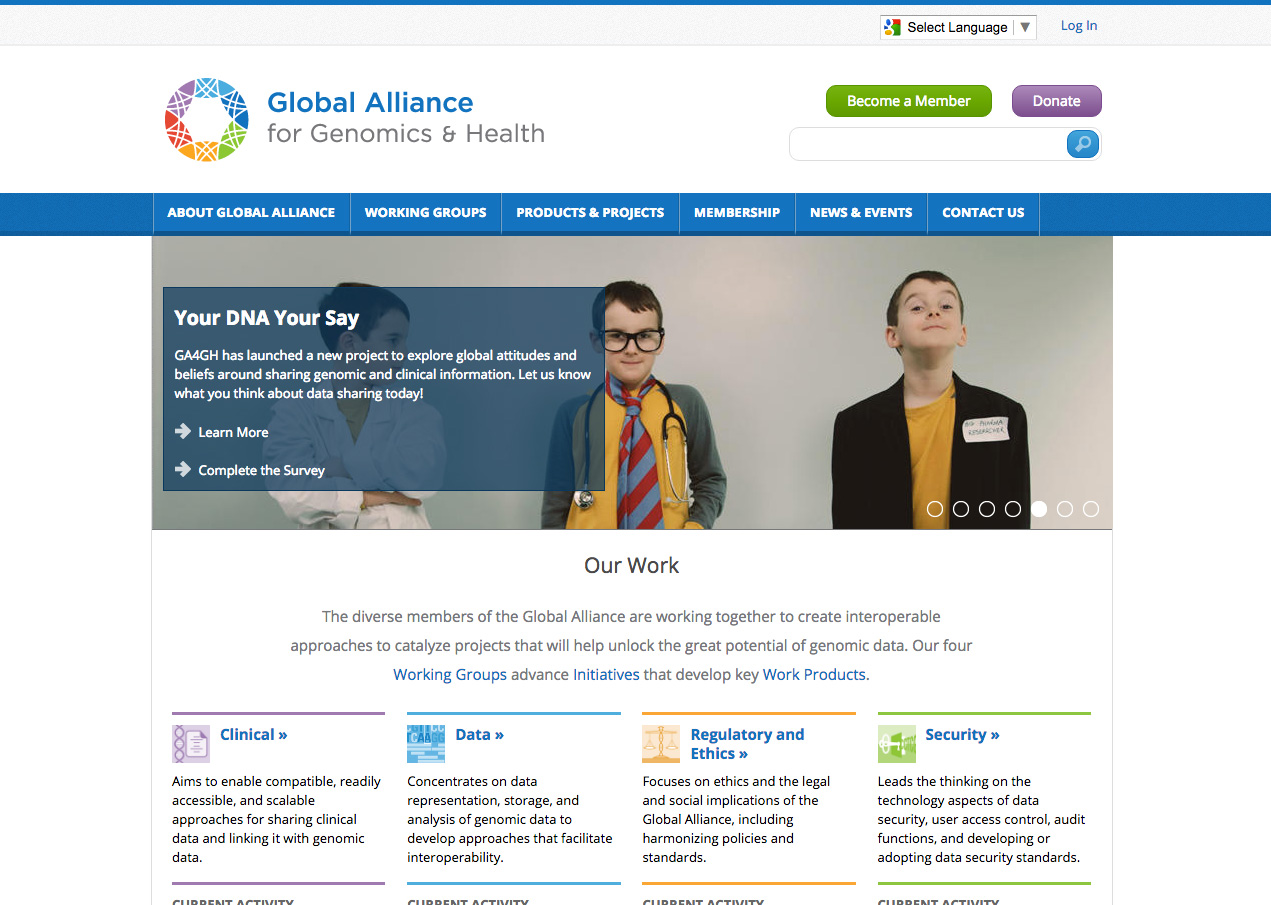 Select Language
Log In
Global Alliance
for Genomics & Health
Become a Member
Donate
ABOUT GLOBAL ALLIANCE
WORKING GROUPS
PRODUCTS & PROJECTS
MEMBERSHIP
NEWS & EVENTS
CONTACT US
Your DNA Your Say
GA4GH has launched a new project to explore global attitudes and
beliefs around sharing genomic and clinical information. Let us know
what you think about data sharing today!
Learn More
Complete the Survey
BIG PHARMA
RESEARCHER
Our Work
The diverse members of the Global Alliance are working together to create interoperable
approaches to catalyze projects that will help unlock the great potential of genomic data. Our four
Working Groups advance Initiatives that develop key Work Products.
Clinical »
Aims to enable compatible, readily
accessible, and scalable
approaches for sharing clinical
data and linking it with genomic
data.
CURRENT ACTIVITY
Data »
Concentrates on data
representation, storage, and
analysis of genomic data to
develop approaches that facilitate
interoperability.
CURRENT ACTIVITY
Regulatory and
Ethics »
Focuses on ethics and the legal
and social implications of the
Global Alliance, including
harmonizing policies and
standards.
CURRENT ACTIVITY
Security »
Leads the thinking on the
technology aspects of data
security, user access control, audit
functions, and developing or
adopting data security standards.
CURRENT ACTIVITY